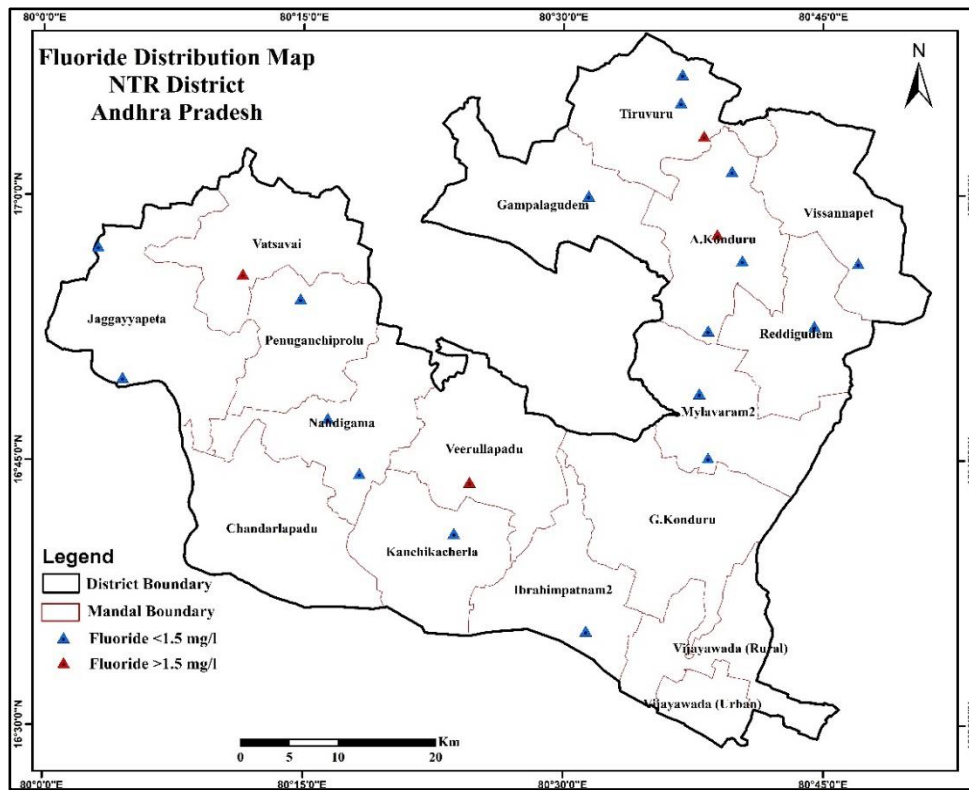 80°0'0"E
80°15'0"E
80°30'0"E
80°45'0"E
Fluoride Distribution Map
NTR District
Andhra Pradesh
N
Tiruvuru
17°0'0"N
Gampalagudem
Vissannapet
Vatsavai
A.Konduru
Jaggayyapeta
Penuganchiprolu
Reddigudem
Mylavaram2
Nandigama
16°45'0"N
Veerullapadu
G.Konduru
Chandarlapadu
Kanchikacherla
Ibrahimpatnam2
Vijayawada (Rural)
Vijayawada (Urban)
16°30'0"N
Legend
District Boundary
Mandal Boundary
Fluoride <1.5 mg/l
Fluoride >1.5 mg/l
Km
0 5 10 20
80°0'0"E
80°15'0"E
80°30'0"E
80°45'0"E